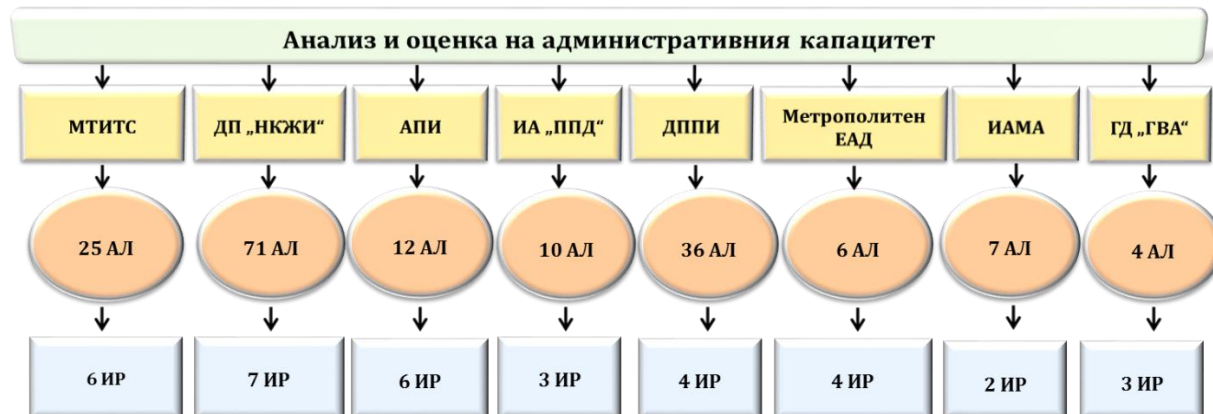 Анализ и оценка на административния капацитет
МТИТС
ДП „НКЖИ“
АПИ
ИА „ППД“
ДППИ
Метрополитен
ЕАД
ИАМА
ГД „ГВА“
25 АЛ
71 АЛ
12 АЛ
10 АЛ
36 АЛ
6 АЛ
7 АЛ
4 АЛ
6 ИР
7 ИР
6 ИР
3 ИР
4 ИР
4 ИР
2 ИР
3 ИР